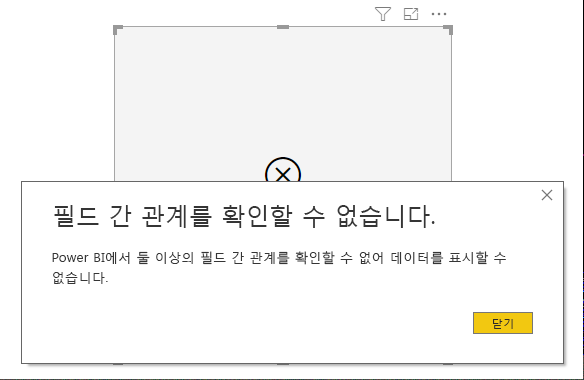 필드 간 관계를 확인할 수 없습니다.
Power BI에서 둘 이상의 필드 간 관계를 확인할 수 없어 데이터를 표시할 수
없습니다.
닫기